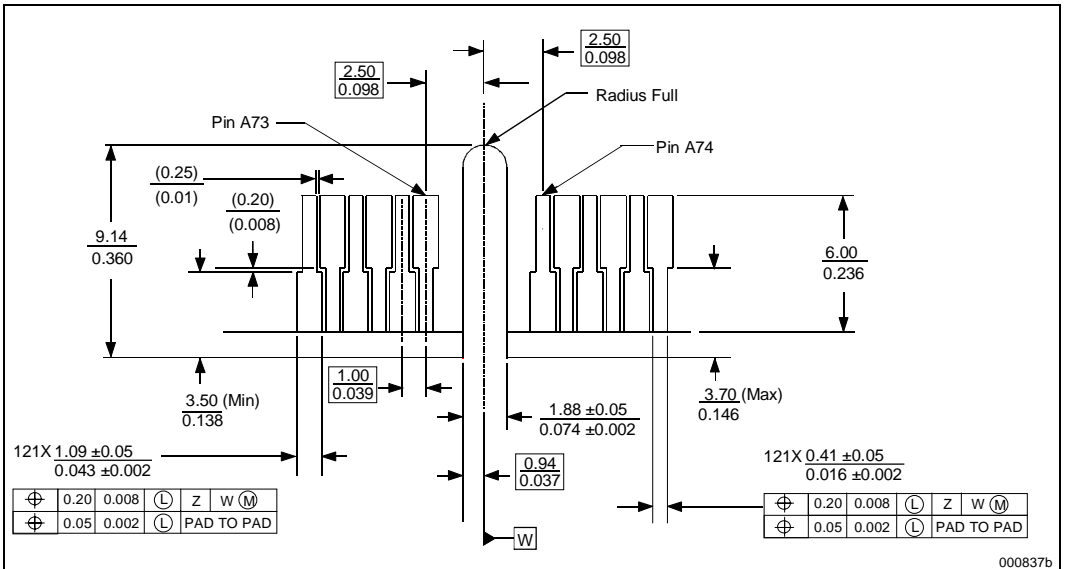 2.50
0.098
2.50
0.098
Radius Full
Pin A73
Pin A74
(0.25)
(0.01)
(0.20)
(0.008)
9.14
0.360
6.00
0.236
1.00
0.039
3.50 (Min)
0.138
3.70 (Max)
0.146
1.88 ±0.05
0.074 ±0.002
121X 1.09 ±0.05
0.043 ±0.002
121X 0.41 ±0.05
0.016 ±0.002
0.94
0.037
0.20 0.008 Ⓛ Z W Ⓜ
0.05 0.002 Ⓛ PAD TO PAD
0.20 0.008 Ⓛ Z W Ⓜ
0.05 0.002 Ⓛ PAD TO PAD
W
000837b